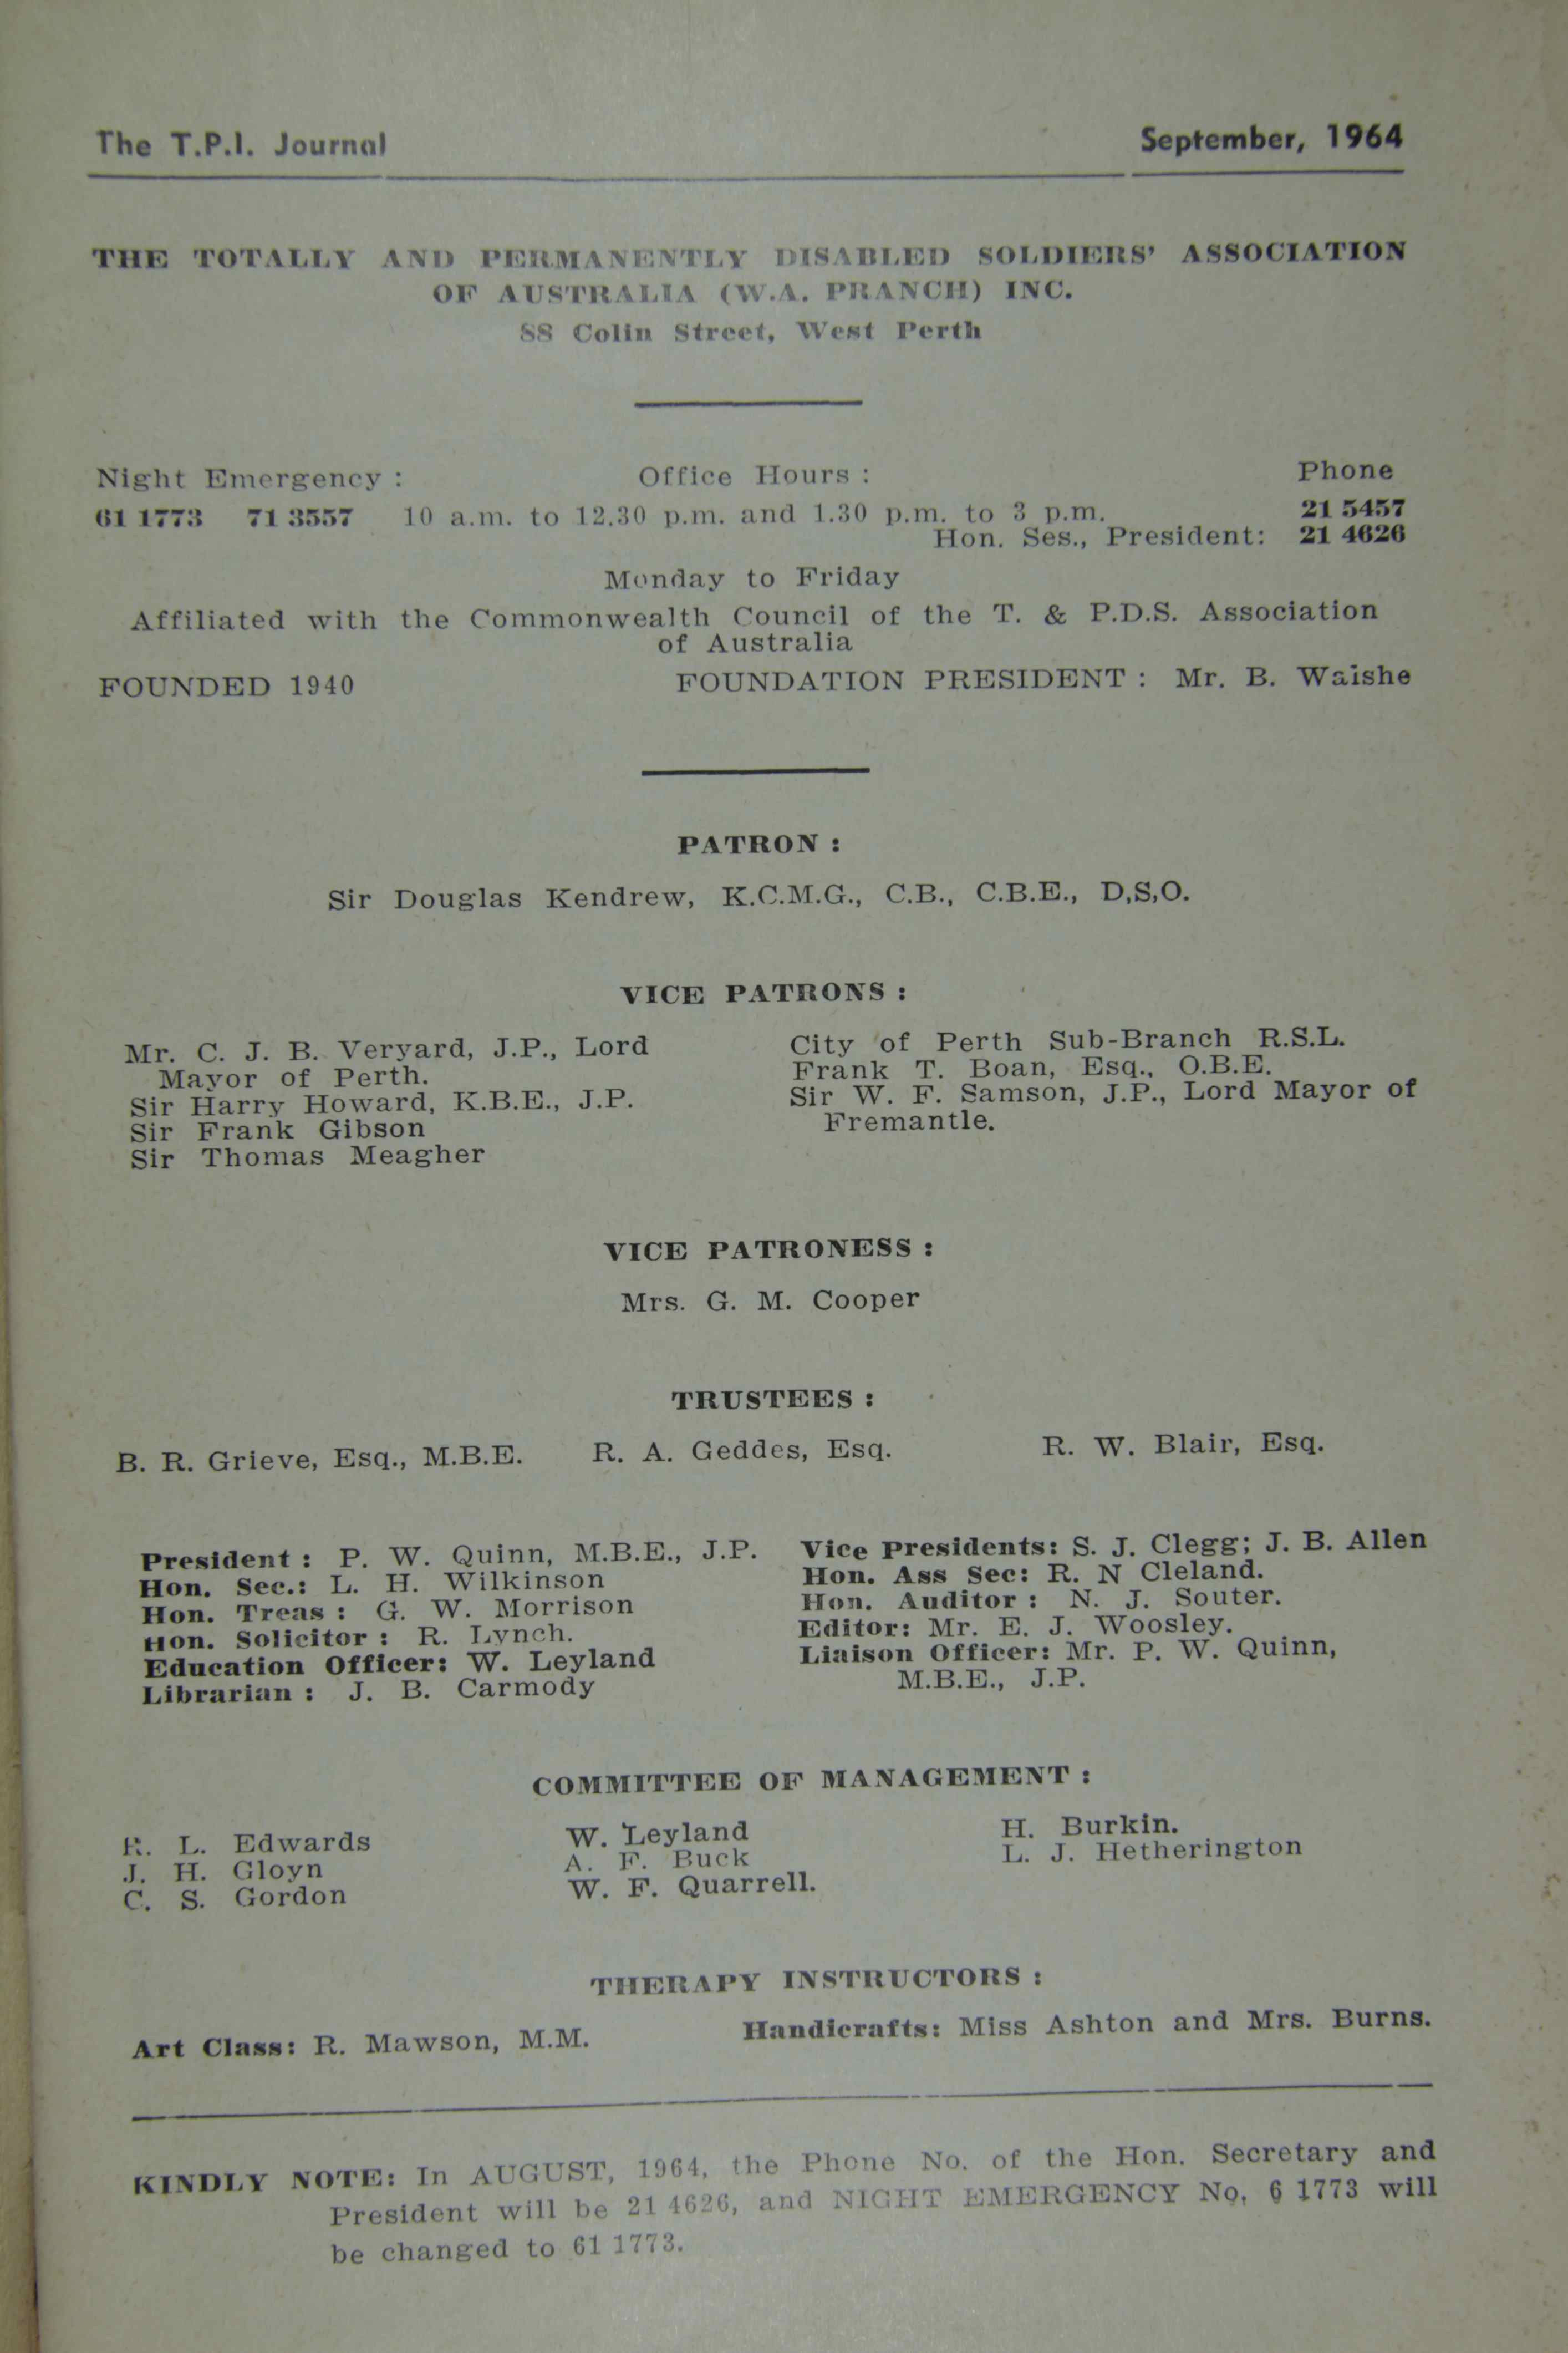 The T.P.I. Journal September, 1964
THE TOTALLY AND PERMANENTLY DISABLED SOLDIERS' ASSOCIATION
OF AUSTRALIA (W.A. PRANCH) INC.
88 Colin Street, West Perth
Night Emergency : Office Hours : Phone
61 1773 71 3557 10 a.m. to 12.30 p.m. and 1.30 p.m. to 3 p.m. 21 5457
Hon. Ses., President: 21 4626
Monday to Friday
Affiliated with the Commonwealth Council of the T. & P.D.S. Association
of Australia
FOUNDED 1940 FOUNDATION PRESIDENT : Mr. B. Waishe
PATRON :
Sir Douglas Kendrew, K.C.M.G., C.B., C.B.E., D,S,O.
VICE PATRONS :
Mr. C. J. B. Veryard, J.P., Lord
Mayor of Perth.
Sir Harry Howard, K.B.E., J.P.
Sir Frank Gibson
Sir Thomas Meagher
City of Perth Sub-Branch R.S.L.
Frank T. Boan, Esq., O.B.E.
Sir W. F. Samson, J.P., Lord Mayor of
Fremantle.
VICE PATRONESS :
Mrs. G. M. Cooper
TRUSTEES :
B. R. Grieve, Esq., M.B.E. R. A. Geddes, Esq. R. W. Blair, Esq.
President : P. W. Quinn, M.B.E., J.P.
Hon. Sec.: L. H. Wilkinson
Hon. Treas : G. W. Morrison
Hon. Solicitor : R. Lynch.
Education Officer: W. Leyland
Librarian : J. B. Carmody
Vice Presidents: S. J. Clegg; J. B. Allen
Hon. Ass Sec: R. N Cleland.
Hon. Auditor : N. J. Souter.
Editor: Mr. E. J. Woosley.
Liaison Officer: Mr. P. W. Quinn,
M.B.E., J.P.
COMMITTEE OF MANAGEMENT :
R. L. Edwards
J. H. Gloyn
C. S. Gordon
W. Leyland
A. F. Buck
W. F. Quarrell.
H. Burkin.
L. J. Hetherington
THERAPY INSTRUCTORS :
Art Class: R. Mawson, M.M. Handicrafts: Miss Ashton and Mrs. Burns.
KINDLY NOTE: In AUGUST, 1964, the Phone No. of the Hon. Secretary and
President will be 21 4626, and NIGHT EMERGENCY No. 6 1773 will
be changed to 61 1773.